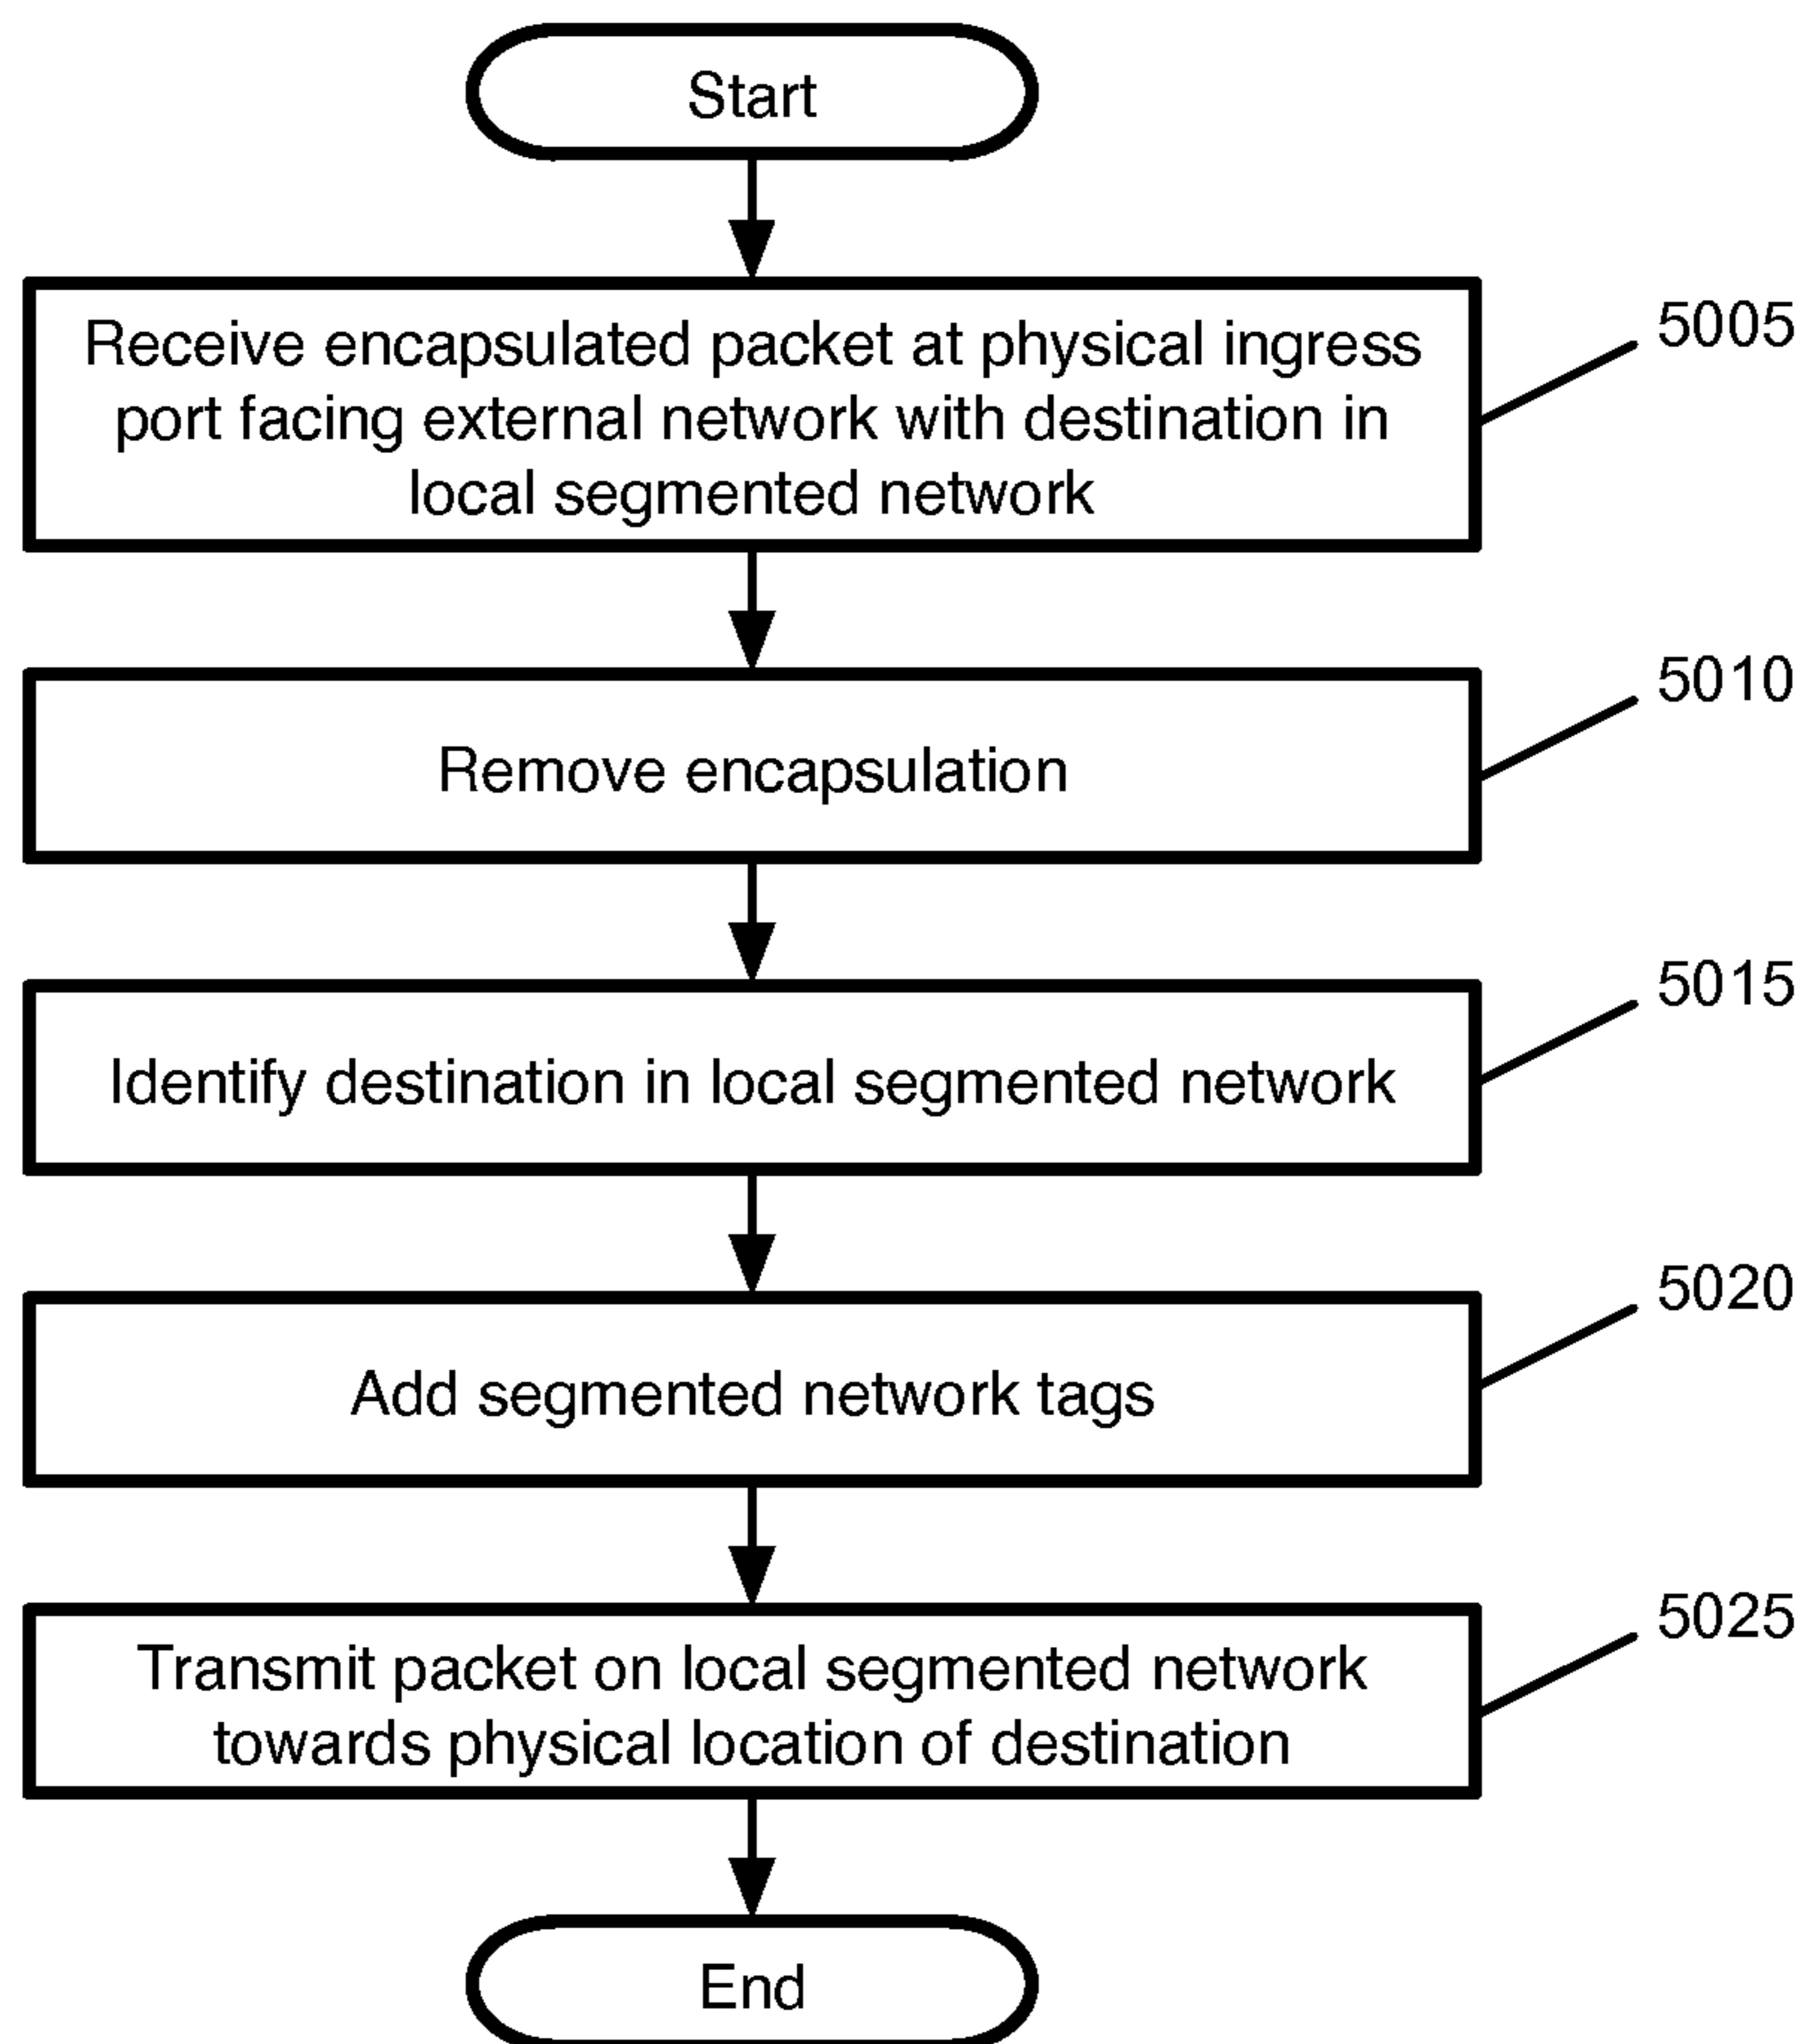 Start
Receive encapsulated packet at physical ingress
port facing external network with destination in
local segmented network
5005
Remove encapsulation
5010
Identify destination in local segmented network
5015
Add segmented network tags
5020
Transmit packet on local segmented network
towards physical location of destination
5025
End